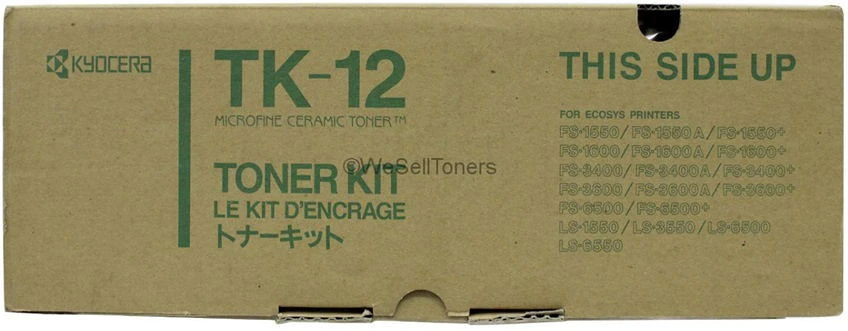 KYOCERA
TK-12
MICROFINE CERAMIC TONER™
TONER KIT
LE KIT D'ENCRAGE
トナーキット
©WeSellToners
THIS SIDE UP
FOR ECOSYS PRINTERS
FS-1550/FS-1550A/FS-1550+
FS-1600/FS-1600A/FS-1600+
FS-3400/FS-3400A/FS-3400+
FS-3600/FS-3600A/FS-3600+
FS-6500/FS-6500+
LS-1550/LS-3550/LS-6500
LS-6550